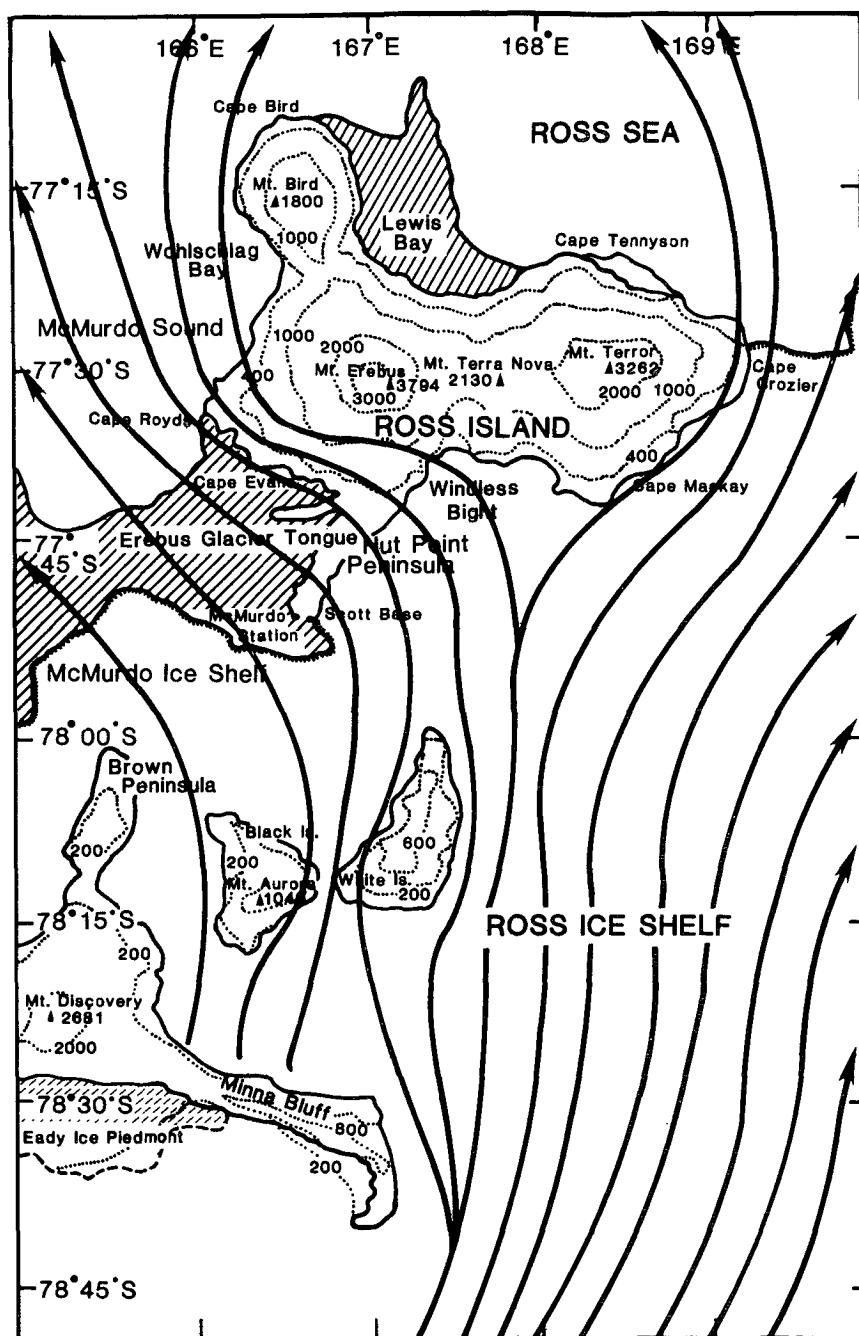 166°E 167°E 168°E 169°E
Cape Bird
ROSS SEA
77°15'S
Mt. Bird
▴1800
Lewis
Bay
1000
Wohlschlag
Bay
Cape Tennyson
McMurdo Sound
77°30'S
1000
2000
400
Mt. Erebus
▴3794
3000
Mt. Terra Nova
2130▴
Mt. Terror
▴3262
2000
1000
Cape
Crozier
Cape Royds
ROSS ISLAND
400
Cape Evans
Windless
Bight
Cape Mackay
77°
45'S
Erebus Glacier Tongue
Hut Point
Peninsula
McMurdo
Station
Scott Base
McMurdo Ice Shelf
78°00'S
Brown
Peninsula
200
Black Is.
200
Mt. Aurora
▴104
600
White Is.
200
78°15'S
ROSS ICE SHELF
200
Mt. Discovery
▴2681
2000
78°30'S
Minna Bluff
800
Eady Ice Piedmont
200
78°45'S